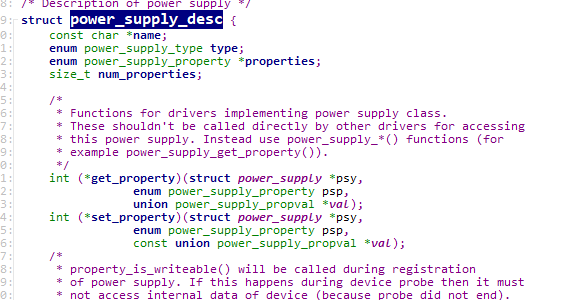 8: /* Description of power supply */
9: struct power_supply_desc {
0: const char *name;
1: enum power_supply_type type;
2: enum power_supply_property *properties;
3: size_t num_properties;
4:
5: /*
6: * Functions for drivers implementing power supply class.
7: * These shouldn't be called directly by other drivers for accessing
8: * this power supply. Instead use power_supply_*() functions (for
9: * example power_supply_get_property()).
0: */
1: int (*get_property)(struct power_supply *psy,
2: enum power_supply_property psp,
3: union power_supply_propval *val);
4: int (*set_property)(struct power_supply *psy,
5: enum power_supply_property psp,
6: const union power_supply_propval *val);
7: /*
8: * property_is_writeable() will be called during registration
9: * of power supply. If this happens during device probe then it must
0: * not access internal data of device (because probe did not end).